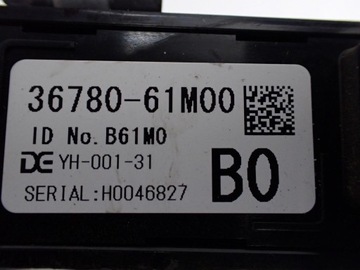 36780-61M00
ID No. B61M0
DE YH-001-31
SERIAL:H0046827
B0